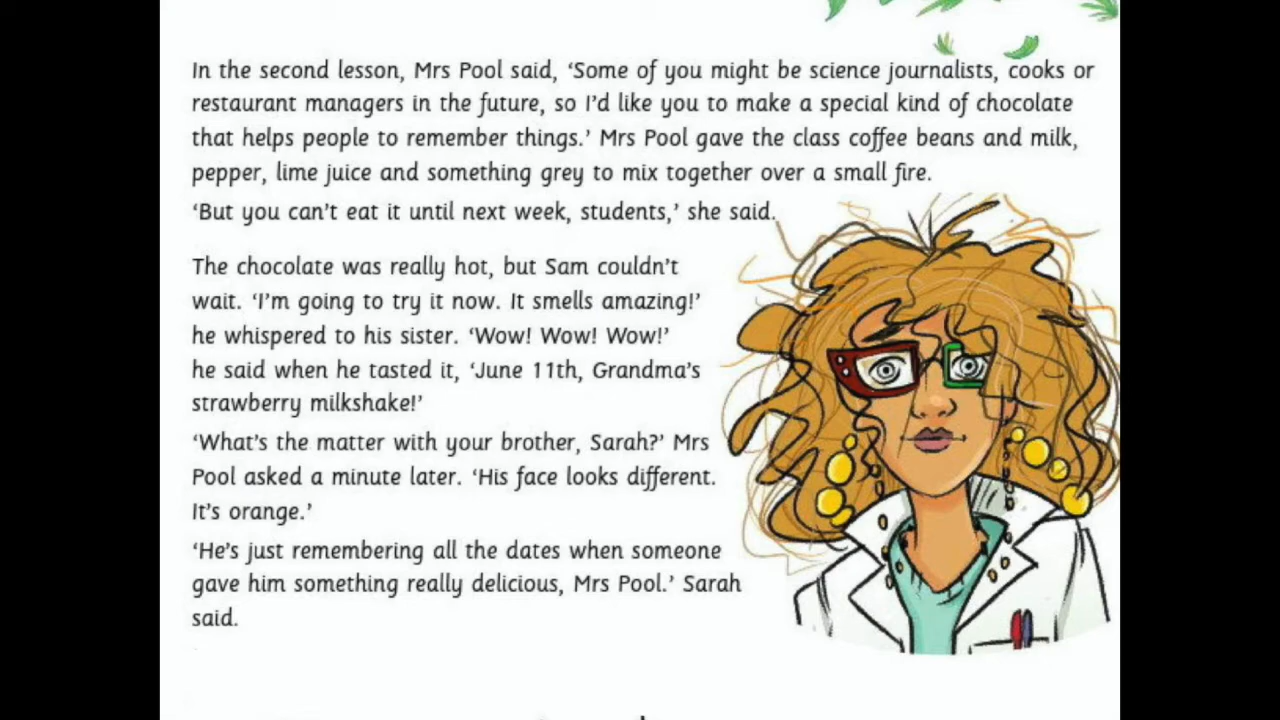 In the second lesson, Mrs Pool said, ‘Some of you might be science journalists, cooks or
restaurant managers in the future, so I’d like you to make a special kind of chocolate
that helps people to remember things.’ Mrs Pool gave the class coffee beans and milk,
pepper, lime juice and something grey to mix together over a small fire.
‘But you can’t eat it until next week, students,’ she said.
The chocolate was really hot, but Sam couldn’t
wait. ‘I’m going to try it now. It smells amazing!’
he whispered to his sister. ‘Wow! Wow! Wow!’
he said when he tasted it, ‘June 11th, Grandma’s
strawberry milkshake!’
‘What’s the matter with your brother, Sarah?’ Mrs
Pool asked a minute later. ‘His face looks different.
It’s orange.’
‘He’s just remembering all the dates when someone
gave him something really delicious, Mrs Pool.’ Sarah
said.